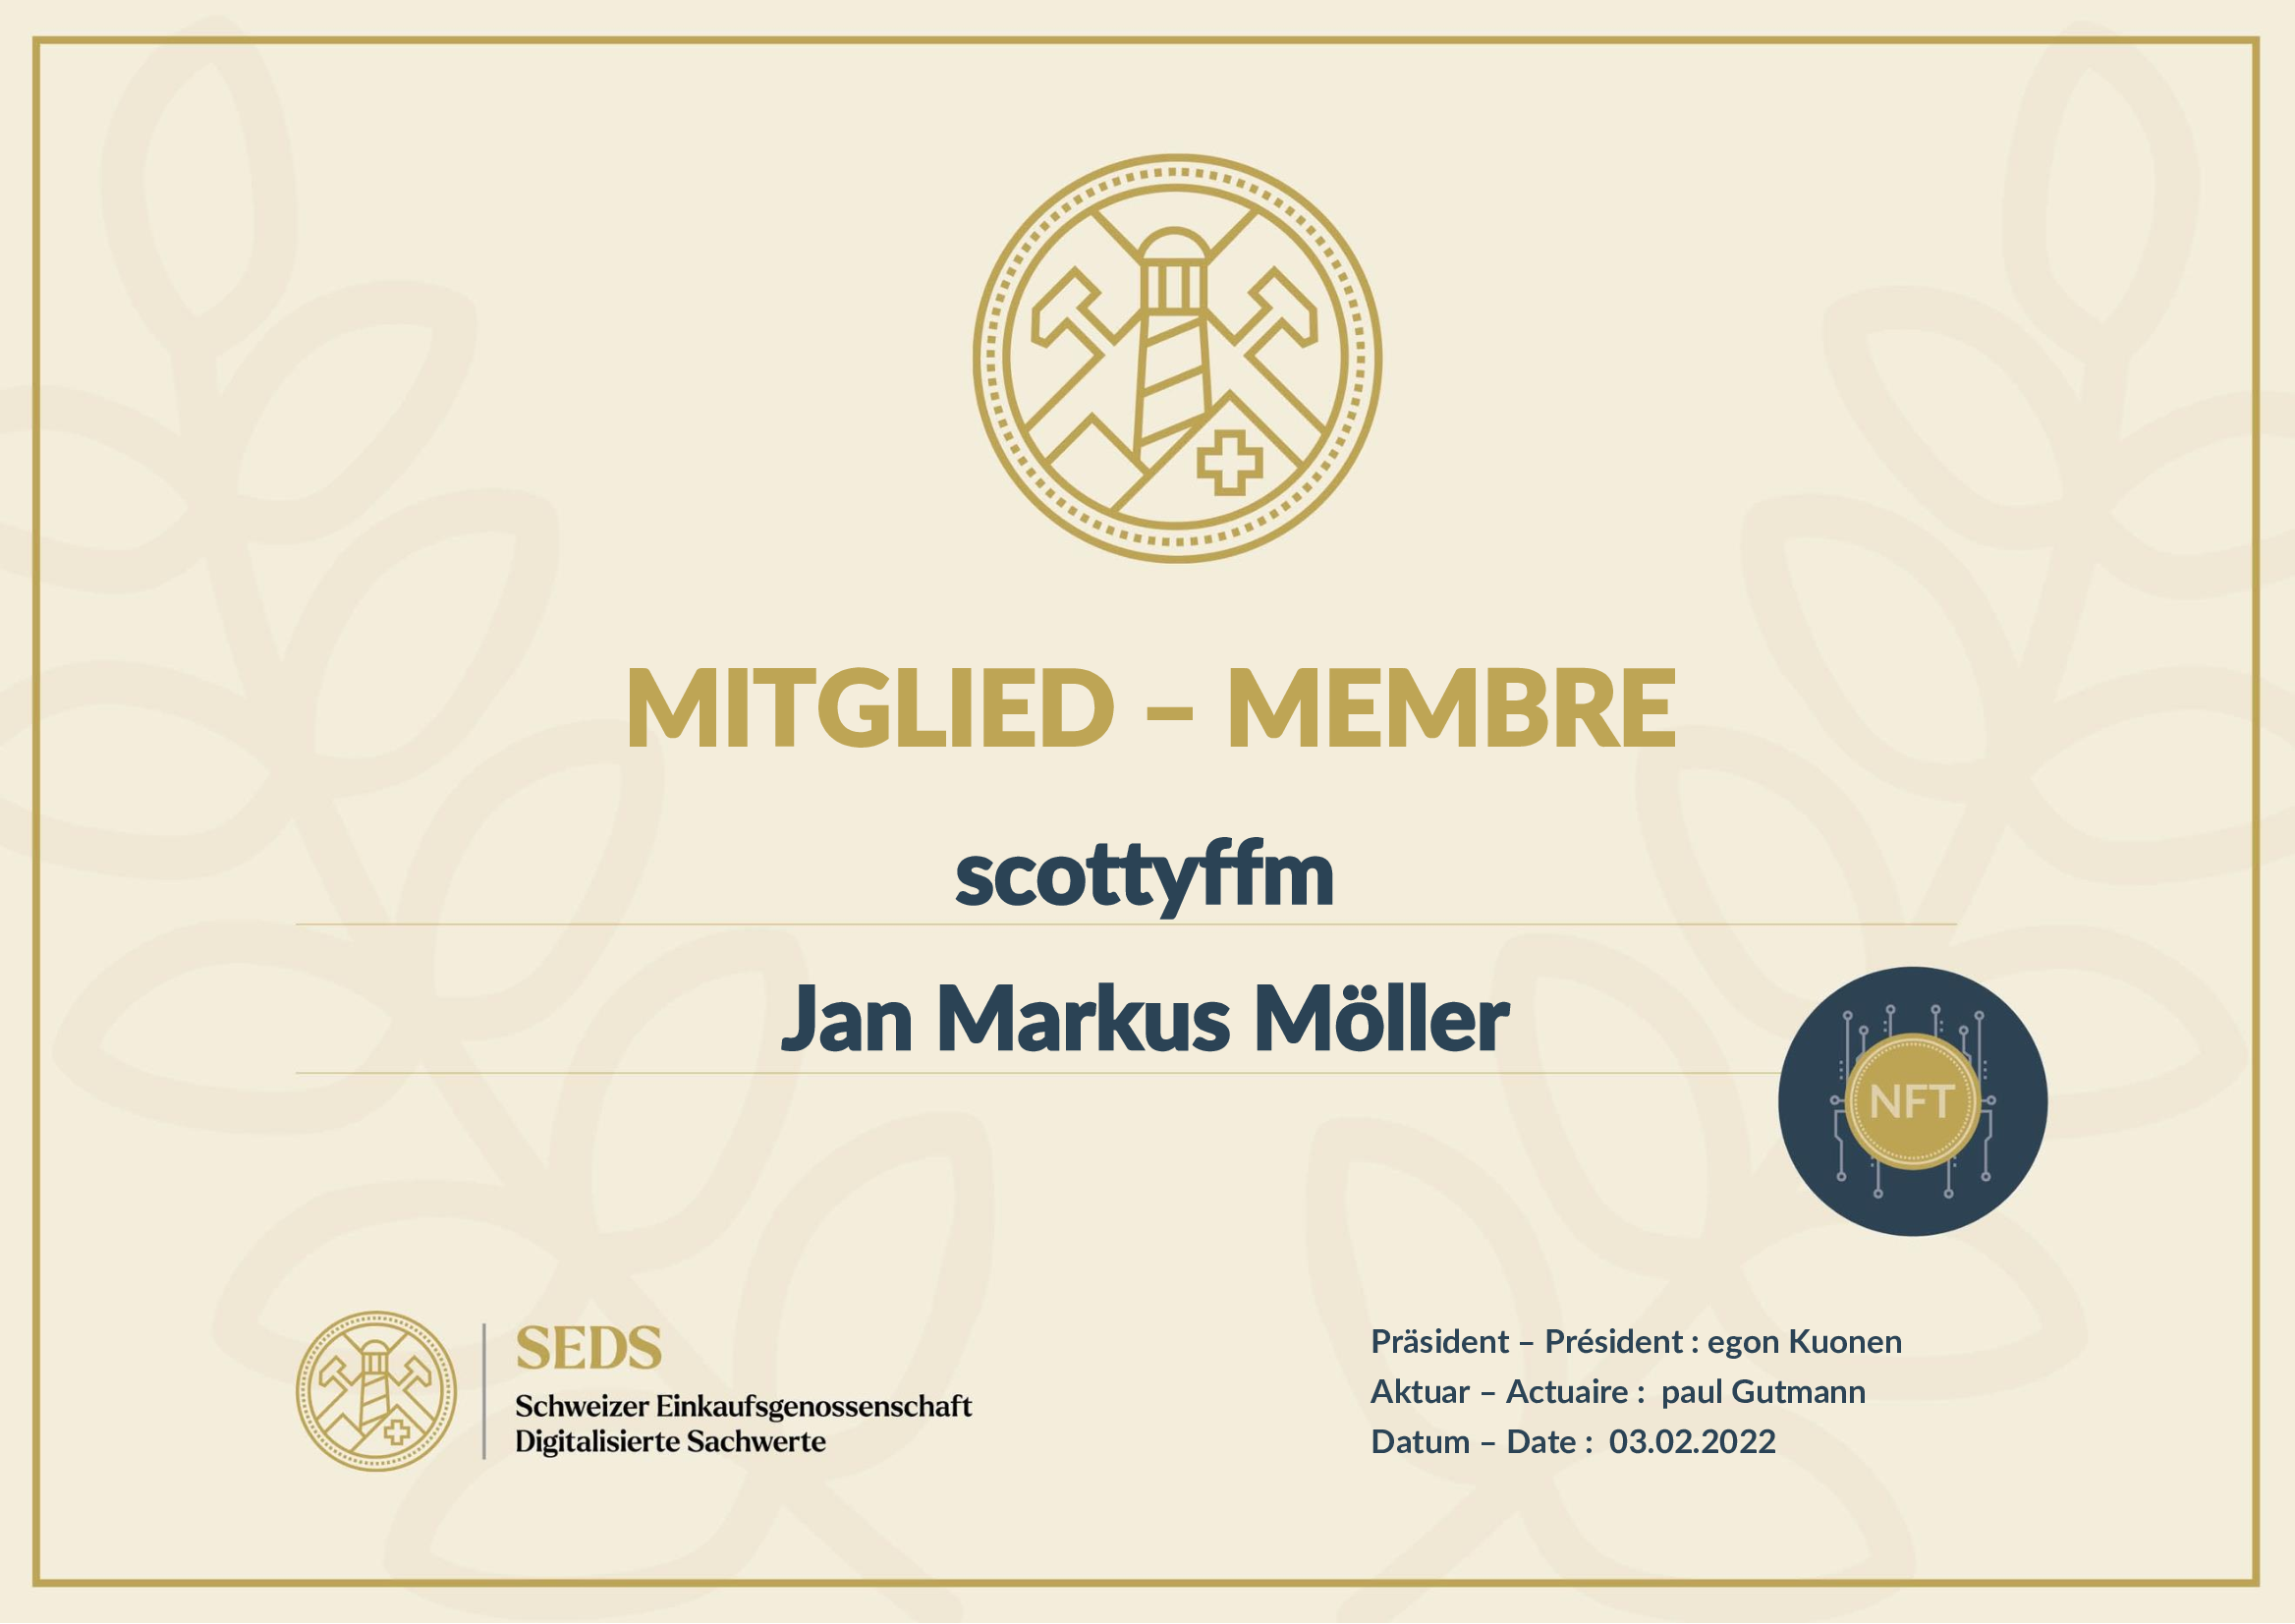 MITGLIED – MEMBRE
scottyffm
Jan Markus Möller
NFT
SEDS
Schweizer Einkaufsgenossenschaft
Digitalisierte Sachwerte
Präsident – Président : egon Kuonen
Aktuar – Actuaire :  paul Gutmann
Datum – Date :  03.02.2022